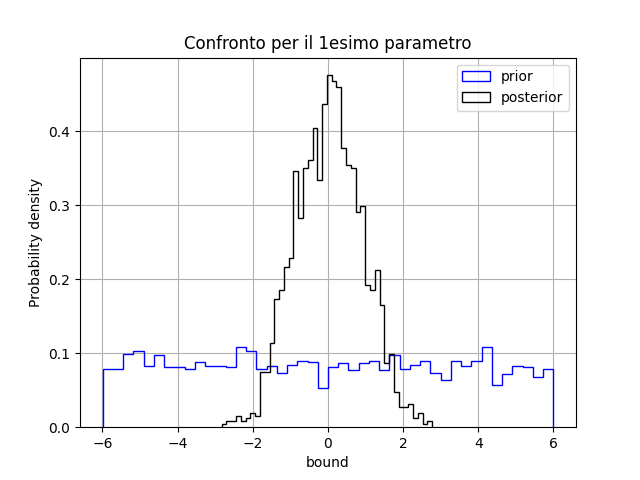 Confronto per il 1esimo parametro
prior
posterior
Probability density
0.4
0.3
0.2
0.1
0.0
−6 −4 −2 0 2 4 6
bound